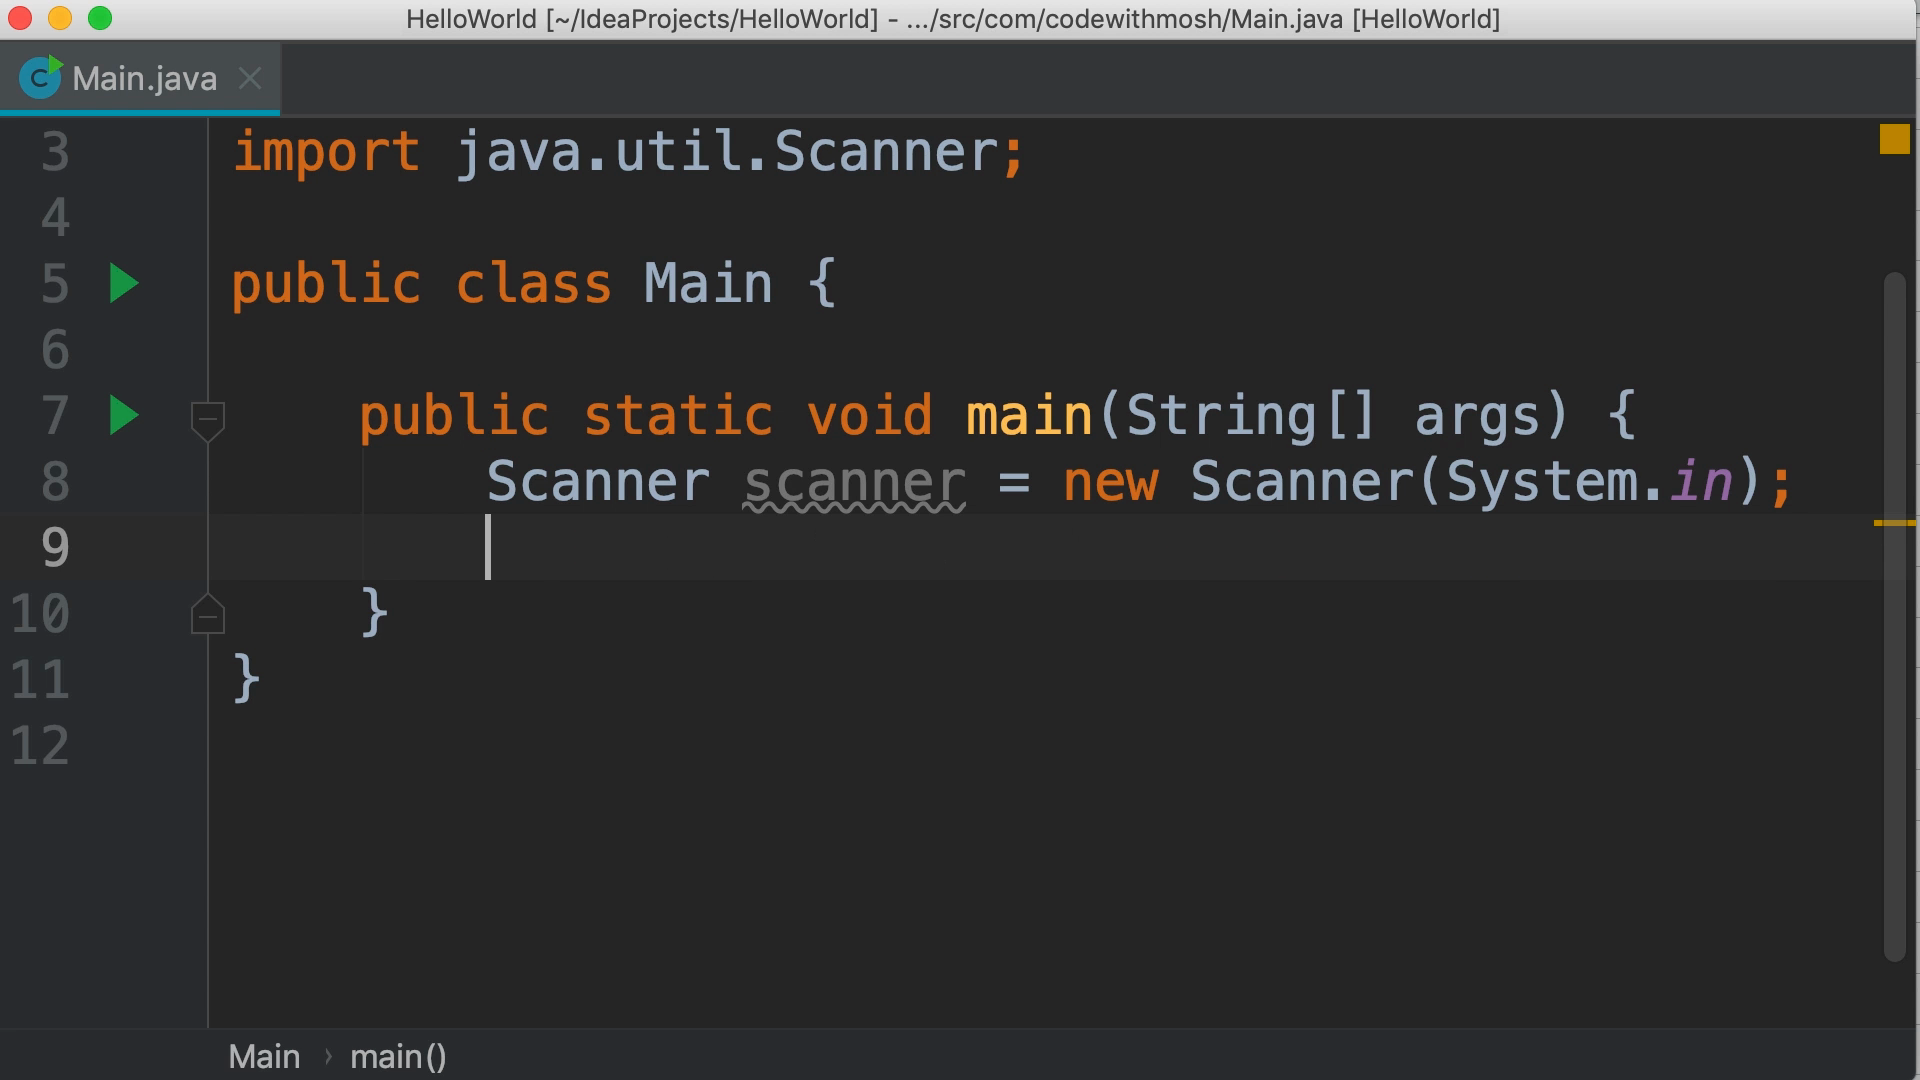 HelloWorld [~/IdeaProjects/HelloWorld] - .../src/com/codewithmosh/Main.java [HelloWorld]
C Main.java
3 import java.util.Scanner;
4
5 public class Main {
6
7     public static void main(String[] args) {
8         Scanner scanner = new Scanner(System.in);
9
10     }
11 }
12
Main › main()